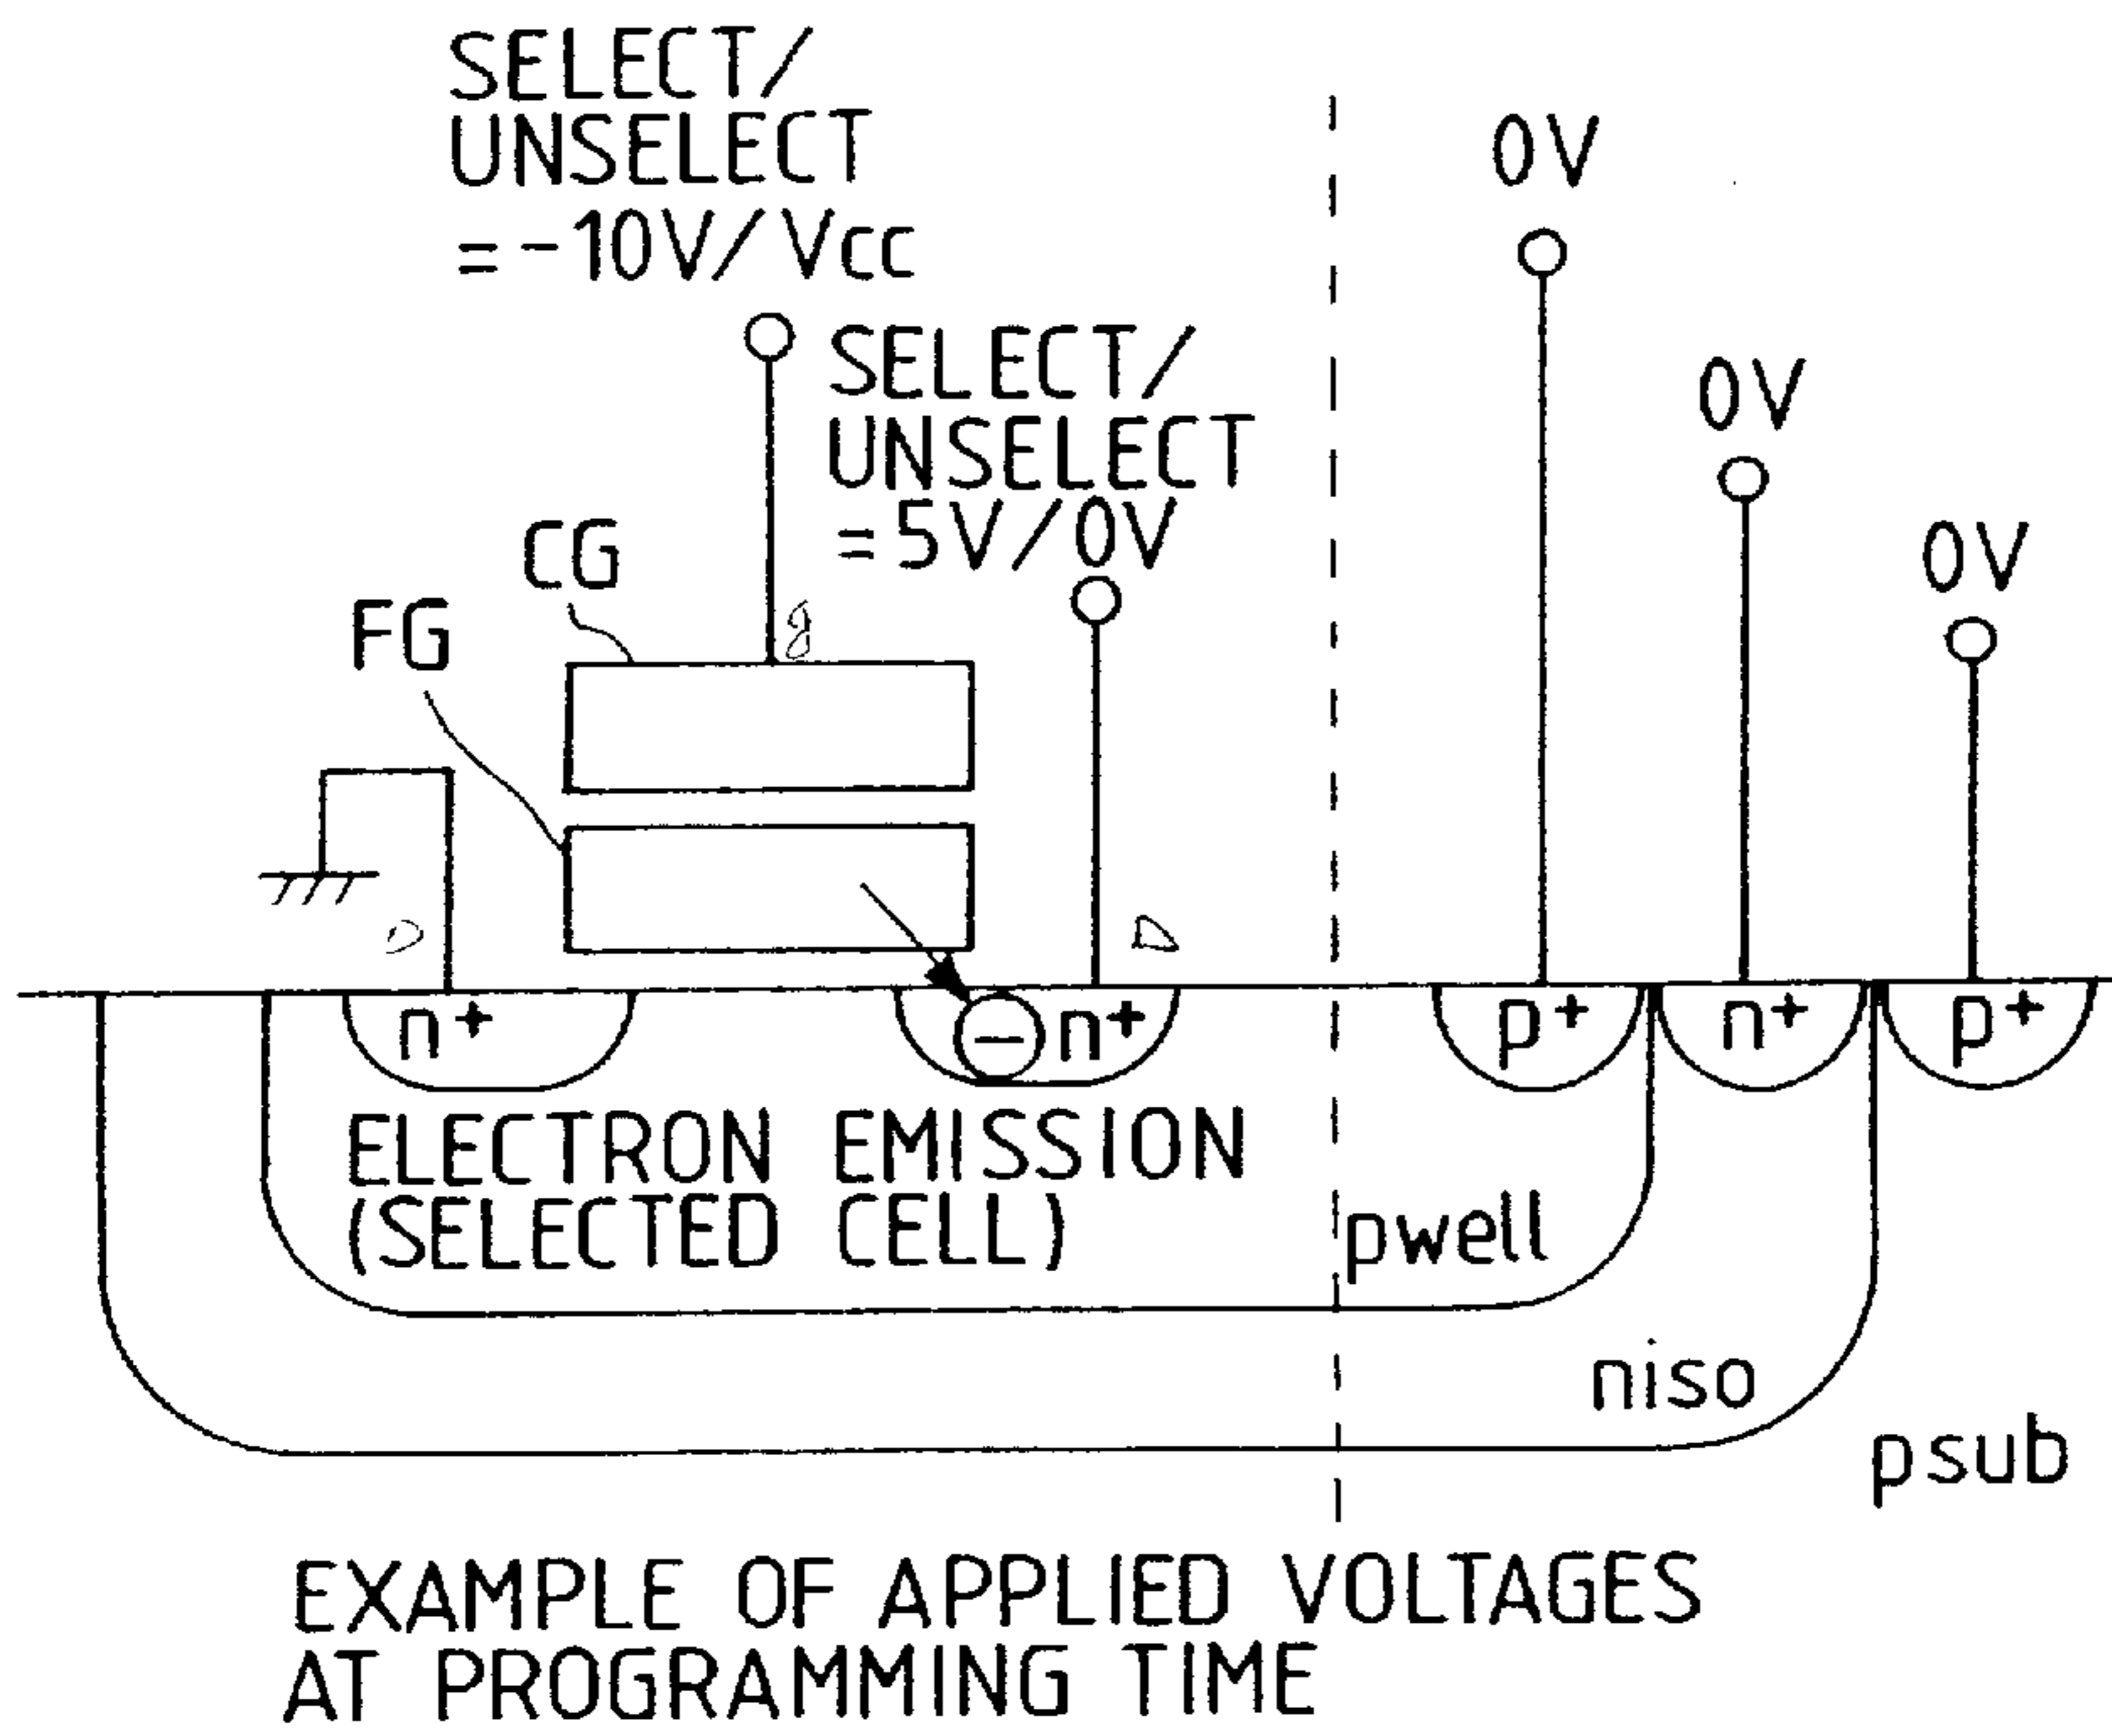 SELECT/
UNSELECT
=-10V/Vcc
SELECT/
UNSELECT
=5V/0V
0V
0V
0V
CG
FG
n+
− n+
p+
n+
p+
ELECTRON EMISSION
(SELECTED CELL)
pwell
niso
psub
EXAMPLE OF APPLIED VOLTAGES
AT PROGRAMMING TIME